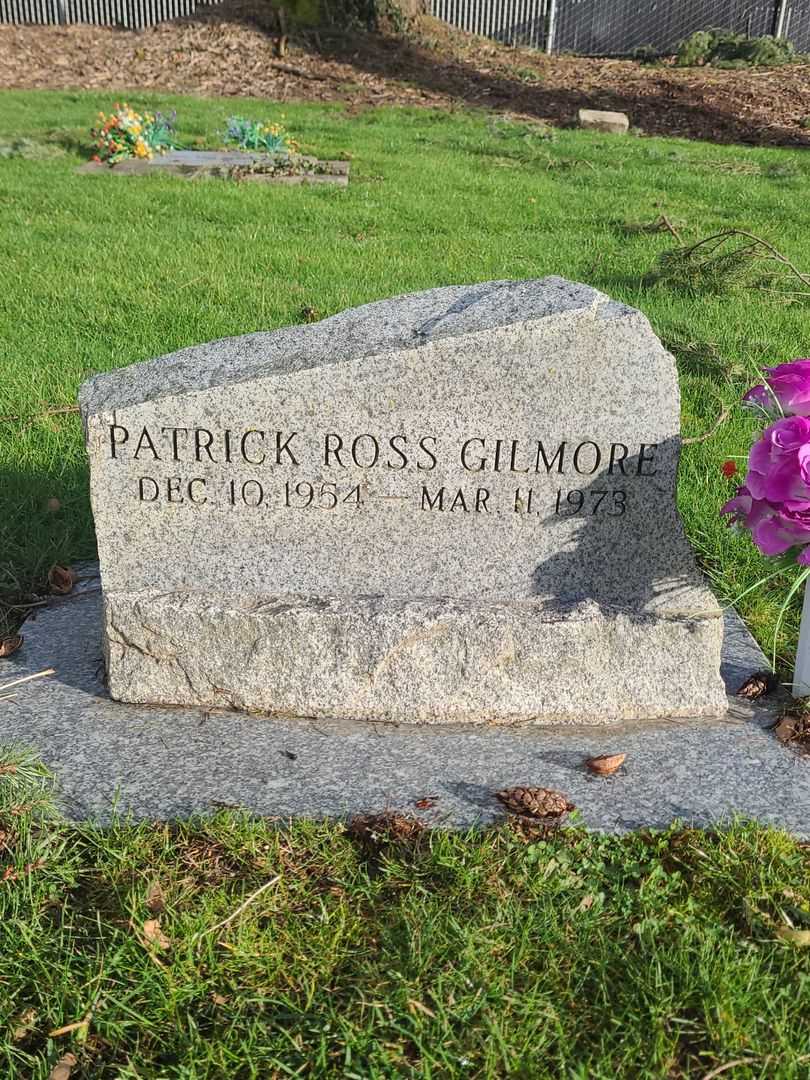 PATRICK ROSS GILMORE
DEC. 10, 1954 — MAR. 11, 1973